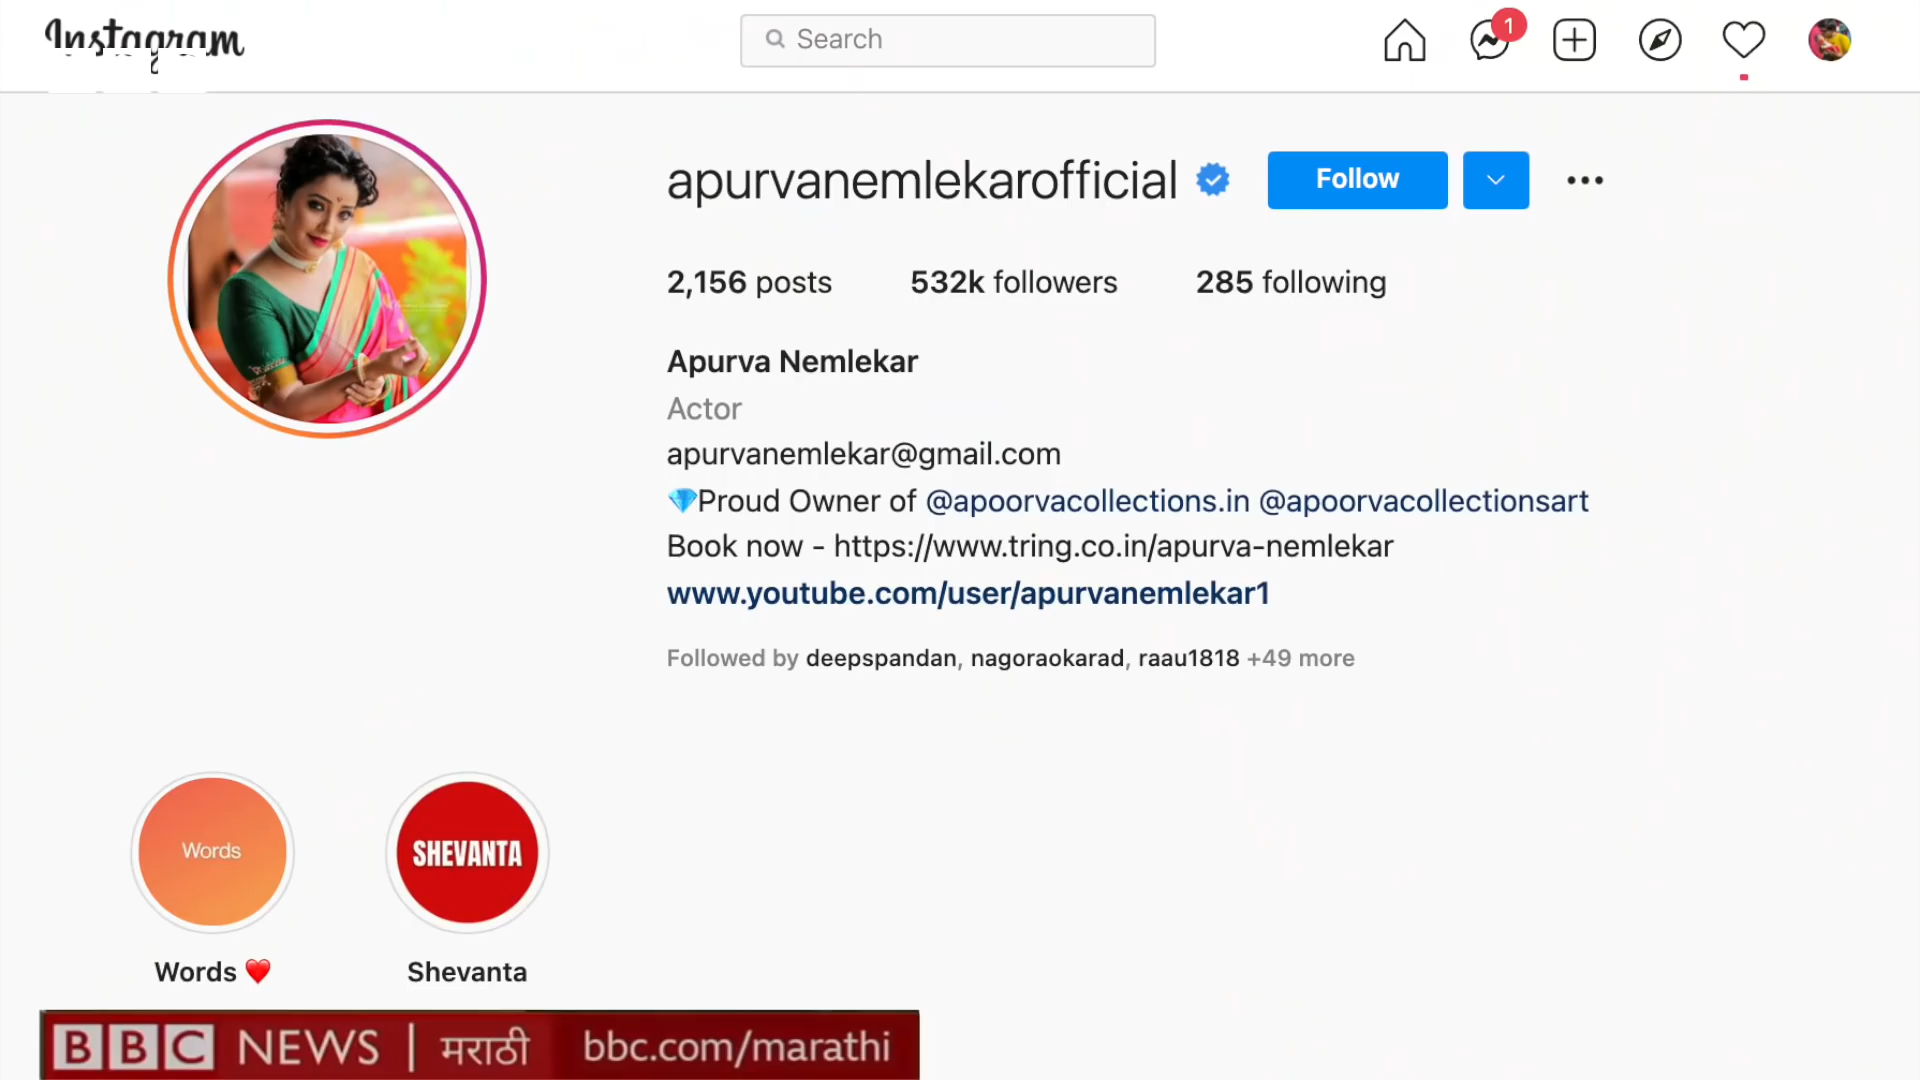 Instagram
Search
1
apurvanemlekarofficial
Follow
2,156 posts 532k followers 285 following
Apurva Nemlekar
Actor
apurvanemlekar@gmail.com
💎Proud Owner of @apoorvacollections.in @apoorvacollectionsart
Book now - https://www.tring.co.in/apurva-nemlekar
www.youtube.com/user/apurvanemlekar1
Followed by deepspandan, nagoraokarad, raau1818 +49 more
Words SHEVANTA
Words ❤️ Shevanta
BBC NEWS | मराठी bbc.com/marathi